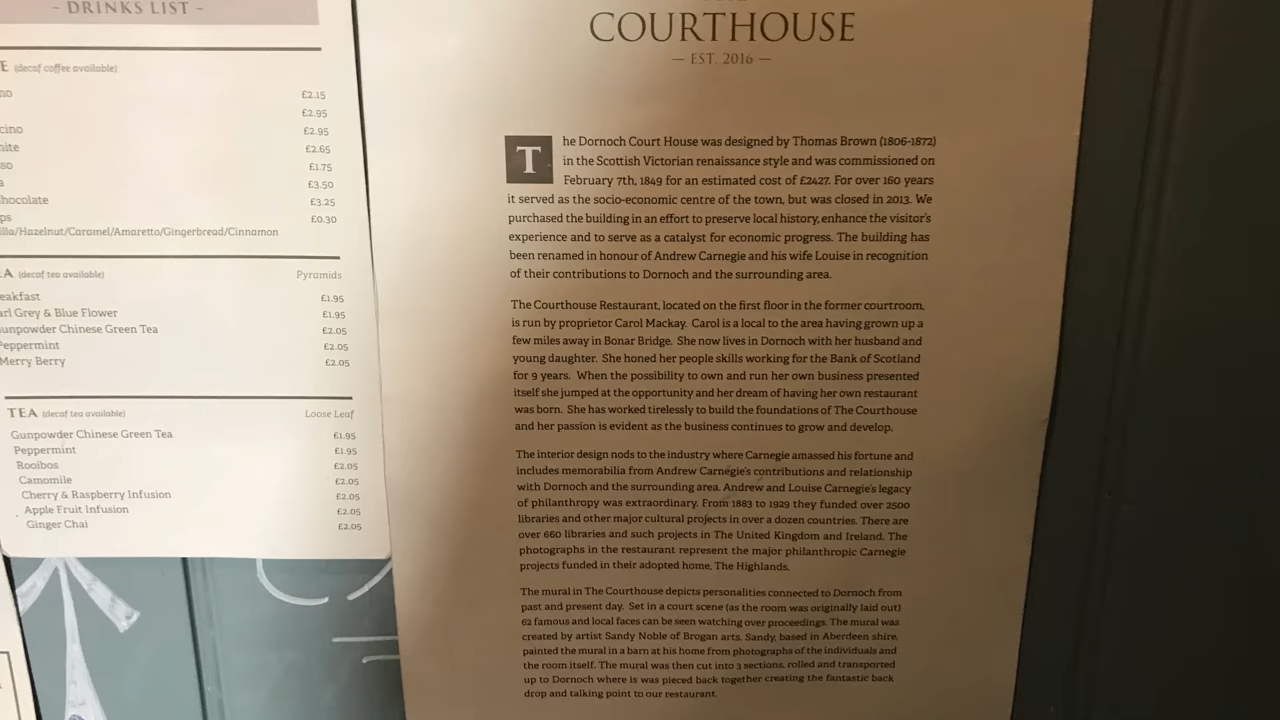 - DRINKS LIST -
E (decaf coffee available)
no £2.15
£2.95
cino £2.95
hite £2.65
so £1.75
a £3.50
hocolate £3.25
ps £0.30
illa/Hazelnut/Caramel/Amaretto/Gingerbread/Cinnamon
A (decaf tea available) Pyramids
eakfast £1.95
arl Grey & Blue Flower £1.95
unpowder Chinese Green Tea £2.05
Peppermint £2.05
Merry Berry £2.05
TEA (decaf tea available) Loose Leaf
Gunpowder Chinese Green Tea £1.95
Peppermint £1.95
Rooibos £2.05
Camomile £2.05
Cherry & Raspberry Infusion £2.05
Apple Fruit Infusion £2.05
Ginger Chai £2.05
COURTHOUSE
— EST. 2016 —
The Dornoch Court House was designed by Thomas Brown (1806-1872)
in the Scottish Victorian renaissance style and was commissioned on
February 7th, 1849 for an estimated cost of £2427. For over 160 years
it served as the socio-economic centre of the town, but was closed in 2013. We
purchased the building in an effort to preserve local history, enhance the visitor's
experience and to serve as a catalyst for economic progress. The building has
been renamed in honour of Andrew Carnegie and his wife Louise in recognition
of their contributions to Dornoch and the surrounding area.
The Courthouse Restaurant, located on the first floor in the former courtroom,
is run by proprietor Carol Mackay. Carol is a local to the area having grown up a
few miles away in Bonar Bridge. She now lives in Dornoch with her husband and
young daughter. She honed her people skills working for the Bank of Scotland
for 9 years. When the possibility to own and run her own business presented
itself she jumped at the opportunity and her dream of having her own restaurant
was born. She has worked tirelessly to build the foundations of The Courthouse
and her passion is evident as the business continues to grow and develop.
The interior design nods to the industry where Carnegie amassed his fortune and
includes memorabilia from Andrew Carnegie's contributions and relationship
with Dornoch and the surrounding area. Andrew and Louise Carnegie's legacy
of philanthropy was extraordinary. From 1883 to 1929 they funded over 2500
libraries and other major cultural projects in over a dozen countries. There are
over 660 libraries and such projects in The United Kingdom and Ireland. The
photographs in the restaurant represent the major philanthropic Carnegie
projects funded in their adopted home, The Highlands.
The mural in The Courthouse depicts personalities connected to Dornoch from
past and present day. Set in a court scene (as the room was originally laid out)
62 famous and local faces can be seen watching over proceedings. The mural was
created by artist Sandy Noble of Brogan arts. Sandy, based in Aberdeen shire,
painted the mural in a barn at his home from photographs of the individuals and
the room itself. The mural was then cut into 3 sections, rolled and transported
up to Dornoch where is was pieced back together creating the fantastic back
drop and talking point to our restaurant.